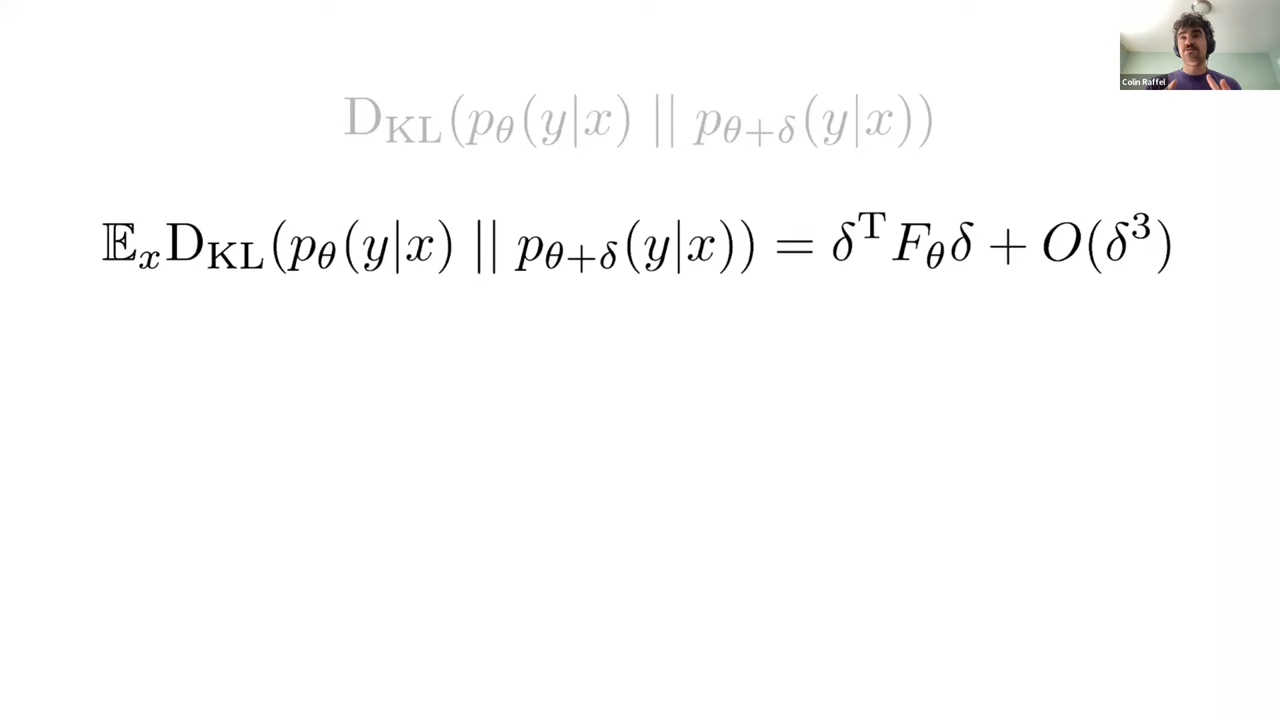 Colin Raffel
D_KL(p_θ(y|x) || p_{θ+δ}(y|x))
𝔼_x D_KL(p_θ(y|x) || p_{θ+δ}(y|x)) = δ^T F_θ δ + O(δ^3)